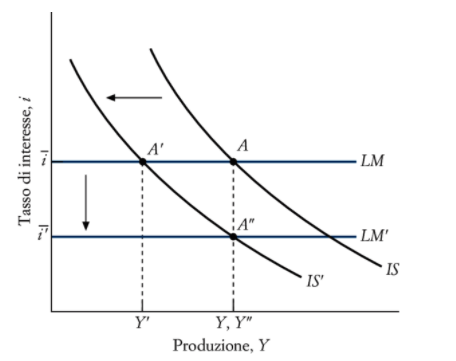 Tasso di interesse, i
A′
A
i̅
LM
A″
i̅′
LM′
IS
IS′
Y′
Y, Y″
Produzione, Y